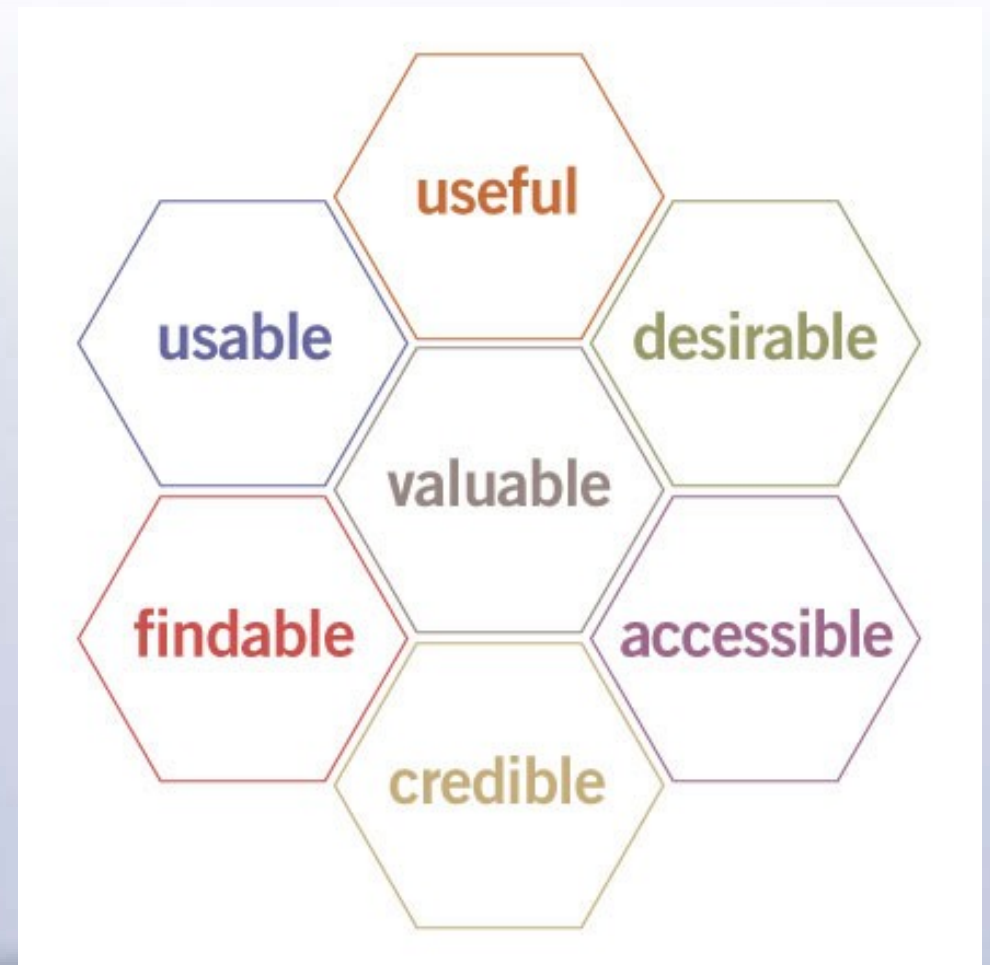 useful
usable
desirable
valuable
findable
accessible
credible